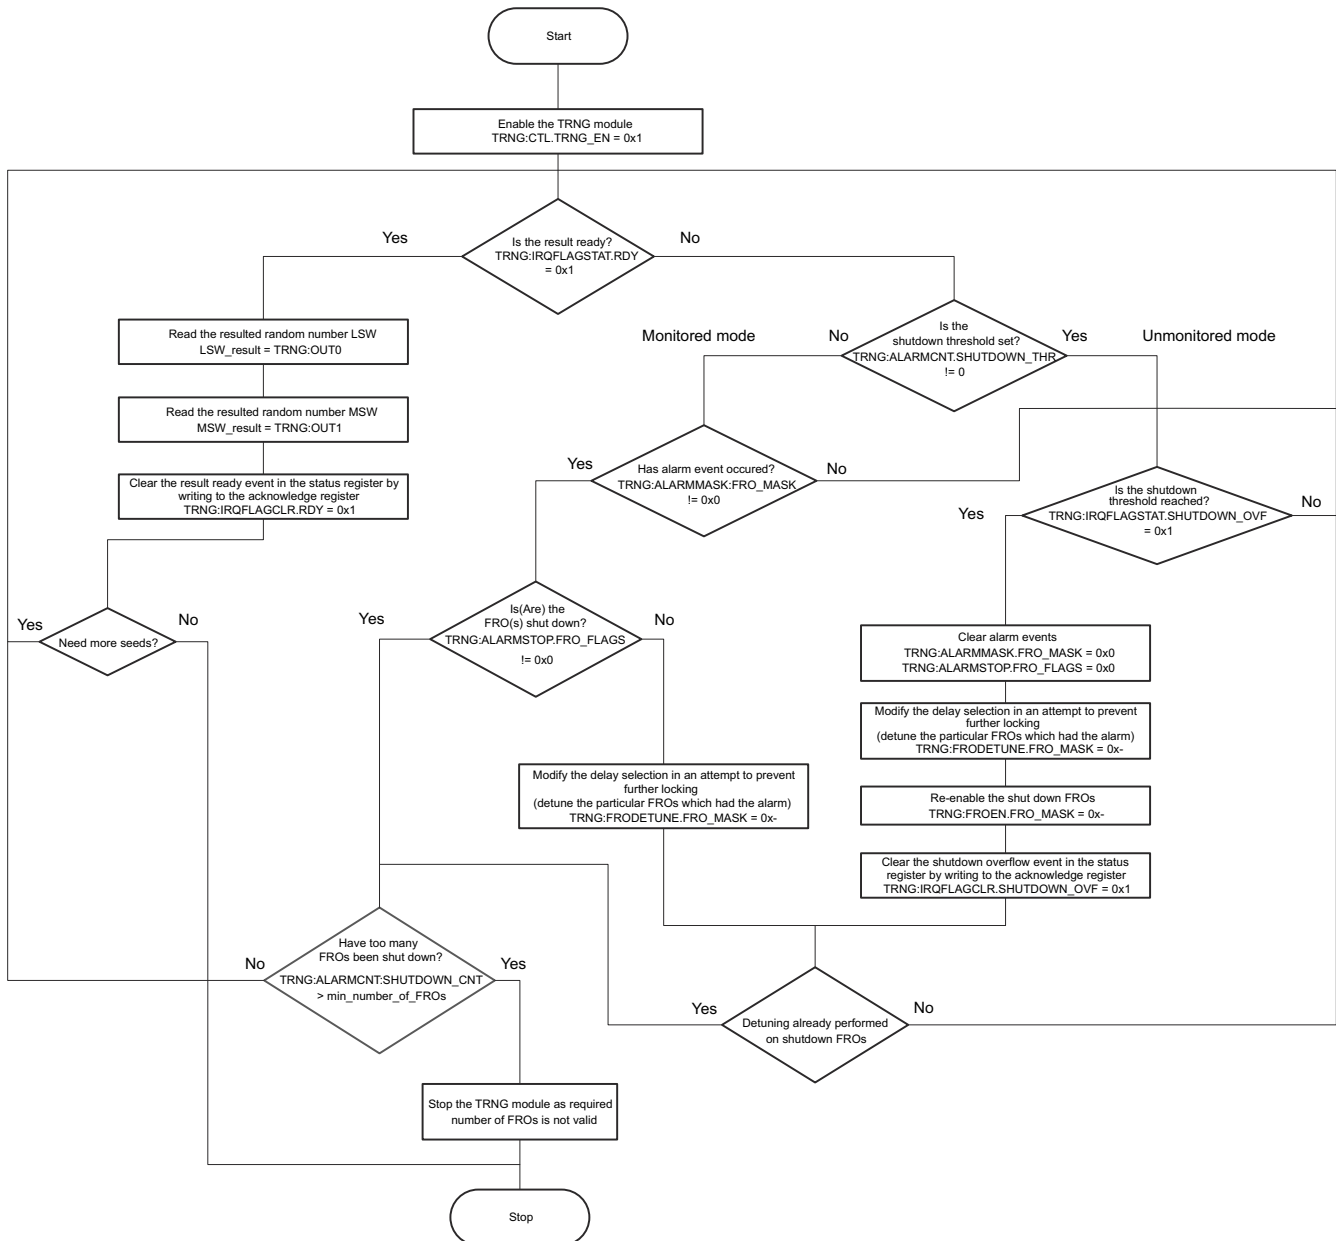 Start
Enable the TRNG module
TRNG:CTL.TRNG_EN = 0x1
Is the result ready?
TRNG:IRQFLAGSTAT.RDY
= 0x1
Yes
No
Read the resulted random number LSW
LSW_result = TRNG:OUT0
Read the resulted random number MSW
MSW_result = TRNG:OUT1
Clear the result ready event in the status register by
writing to the acknowledge register
TRNG:IRQFLAGCLR.RDY = 0x1
Need more seeds?
Yes
No
Is the
shutdown threshold set?
TRNG:ALARMCNT.SHUTDOWN_THR
!= 0
Monitored mode
No
Yes
Unmonitored mode
Has alarm event occured?
TRNG:ALARMMASK:FRO_MASK
!= 0x0
Yes
No
Is the shutdown
threshold reached?
TRNG:IRQFLAGSTAT.SHUTDOWN_OVF
= 0x1
Yes
No
Is(Are) the
FRO(s) shut down?
TRNG:ALARMSTOP.FRO_FLAGS
!= 0x0
Yes
No
Clear alarm events
TRNG:ALARMMASK.FRO_MASK = 0x0
TRNG:ALARMSTOP.FRO_FLAGS = 0x0
Modify the delay selection in an attempt to prevent
further locking
(detune the particular FROs which had the alarm)
TRNG:FRODETUNE.FRO_MASK = 0x-
Re-enable the shut down FROs
TRNG:FROEN.FRO_MASK = 0x-
Clear the shutdown overflow event in the status
register by writing to the acknowledge register
TRNG:IRQFLAGCLR.SHUTDOWN_OVF = 0x1
Modify the delay selection in an attempt to prevent
further locking
(detune the particular FROs which had the alarm)
TRNG:FRODETUNE.FRO_MASK = 0x-
Have too many
FROs been shut down?
TRNG:ALARMCNT:SHUTDOWN_CNT
> min_number_of_FROs
No
Yes
Detuning already performed
on shutdown FROs
Yes
No
Stop the TRNG module as required
number of FROs is not valid
Stop